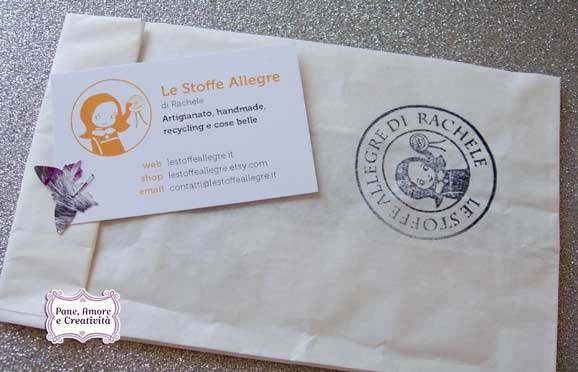 Le Stoffe Allegre
di Rachele
Artigianato, handmade,
recycling e cose belle
web lestoffeallegre.it
shop lestoffeallegre.etsy.com
email contatti@lestoffeallegre.it
LE STOFFE ALLEGRE DI RACHELE
Pane, Amore
e Creatività